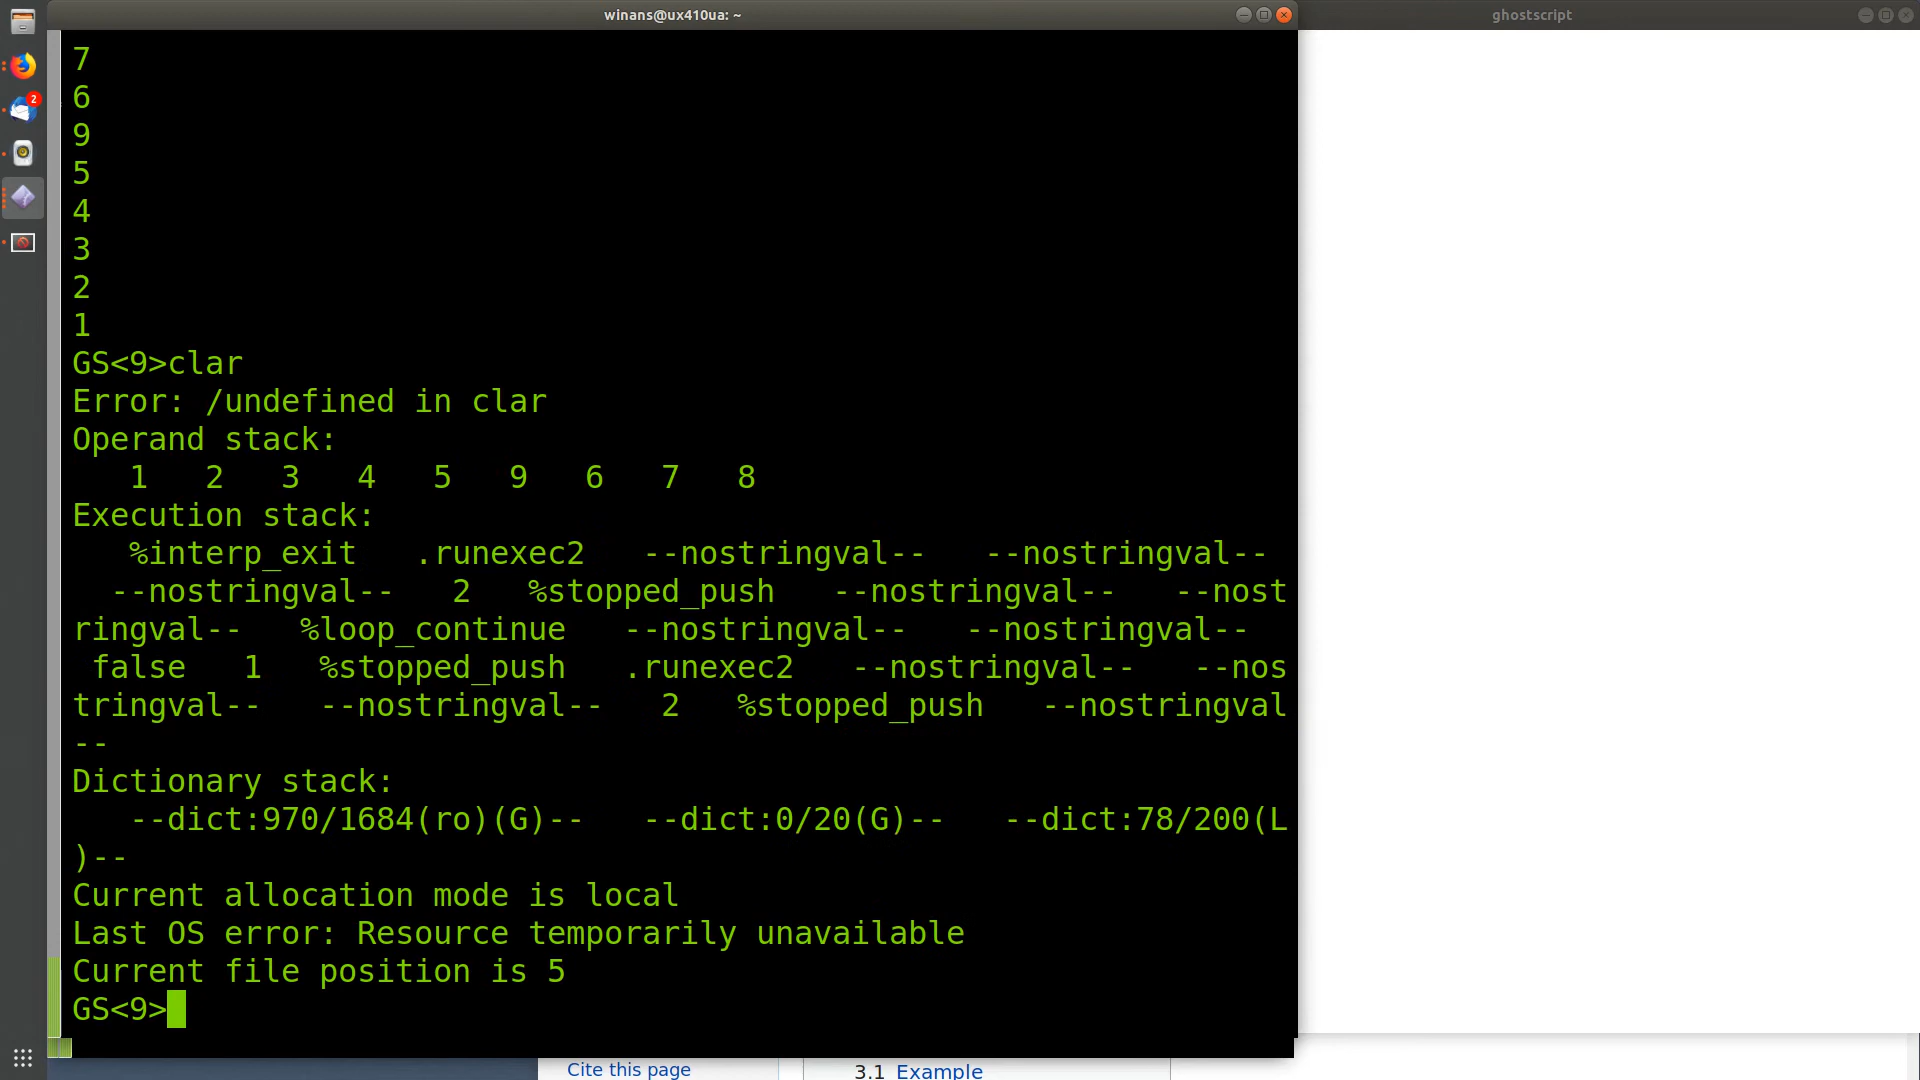 winans@ux410ua: ~
ghostscript
2
7
6
9
5
4
3
2
1
GS<9>clar
Error: /undefined in clar
Operand stack:
   1   2   3   4   5   9   6   7   8
Execution stack:
   %interp_exit   .runexec2   --nostringval--   --nostringval--
  --nostringval--   2   %stopped_push   --nostringval--   --nost
ringval--   %loop_continue   --nostringval--   --nostringval--
 false   1   %stopped_push   .runexec2   --nostringval--   --nos
tringval--   --nostringval--   2   %stopped_push   --nostringval
--
Dictionary stack:
   --dict:970/1684(ro)(G)--   --dict:0/20(G)--   --dict:78/200(L
)--
Current allocation mode is local
Last OS error: Resource temporarily unavailable
Current file position is 5
GS<9>
Cite this page
3.1 Example